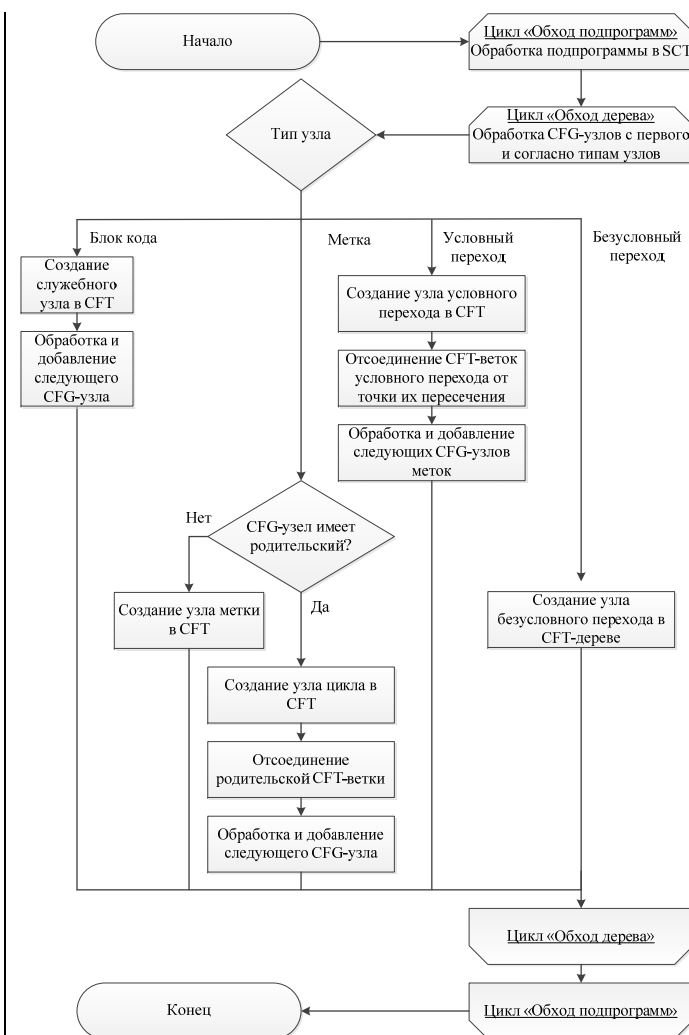 Начало
Цикл «Обход подпрограмм»
Обработка подпрограммы в SCT
Цикл «Обход дерева»
Обработка CFG-узлов с первого
и согласно типам узлов
Тип узла
Блок кода
Метка
Условный
переход
Безусловный
переход
Создание
служебного
узла в CFT
Обработка и
добавление
следующего
CFG-узла
Создание узла условного
перехода в CFT
Отсоединение CFT-веток
условного перехода от
точки их пересечения
Обработка и добавление
следующих CFG-узлов
меток
CFG-узел имеет
родительский?
Нет
Да
Создание узла метки
в CFT
Создание узла
безусловного перехода в
CFT-дереве
Создание узла цикла в
CFT
Отсоединение
родительской CFT-ветки
Обработка и добавление
следующего CFG-узла
Цикл «Обход дерева»
Цикл «Обход подпрограмм»
Конец